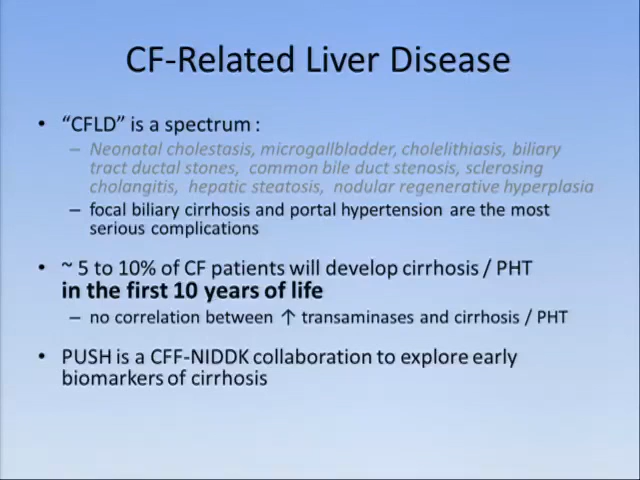 CF-Related Liver Disease
• “CFLD” is a spectrum :
– Neonatal cholestasis, microgallbladder, cholelithiasis, biliary
tract ductal stones, common bile duct stenosis, sclerosing
cholangitis, hepatic steatosis, nodular regenerative hyperplasia
– focal biliary cirrhosis and portal hypertension are the most
serious complications
• ~ 5 to 10% of CF patients will develop cirrhosis / PHT
in the first 10 years of life
– no correlation between ↑ transaminases and cirrhosis / PHT
• PUSH is a CFF-NIDDK collaboration to explore early
biomarkers of cirrhosis